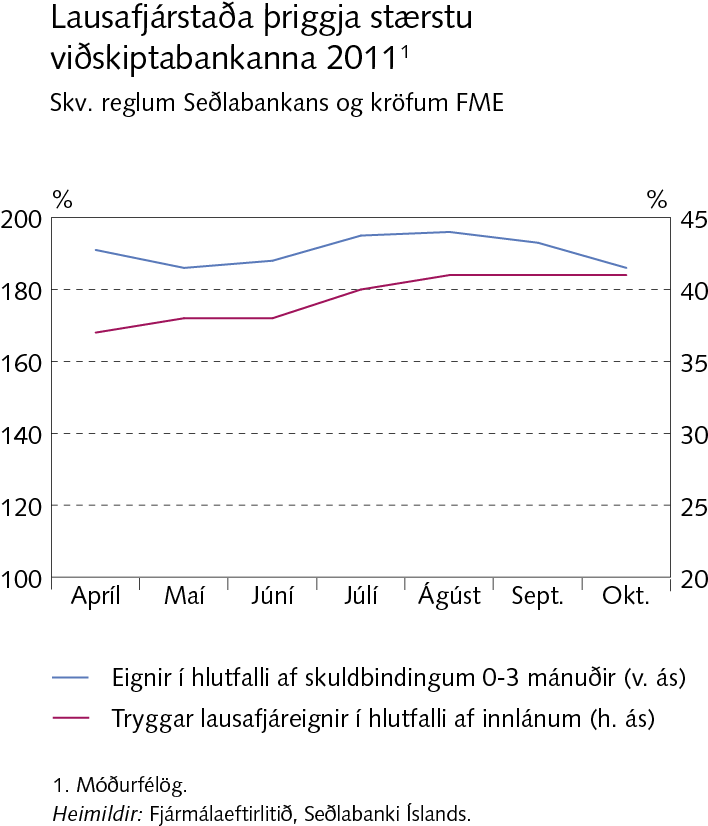 Lausafjárstaða þriggja stærstu
viðskiptabankanna 2011¹
Skv. reglum Seðlabankans og kröfum FME
% %
200 45
180 40
160 35
140 30
120 25
100 20
Apríl Maí Júní Júlí Ágúst Sept. Okt.
Eignir í hlutfalli af skuldbindingum 0-3 mánuðir (v. ás)
Tryggar lausafjáreignir í hlutfalli af innlánum (h. ás)
1. Móðurfélög.
Heimildir: Fjármálaeftirlitið, Seðlabanki Íslands.